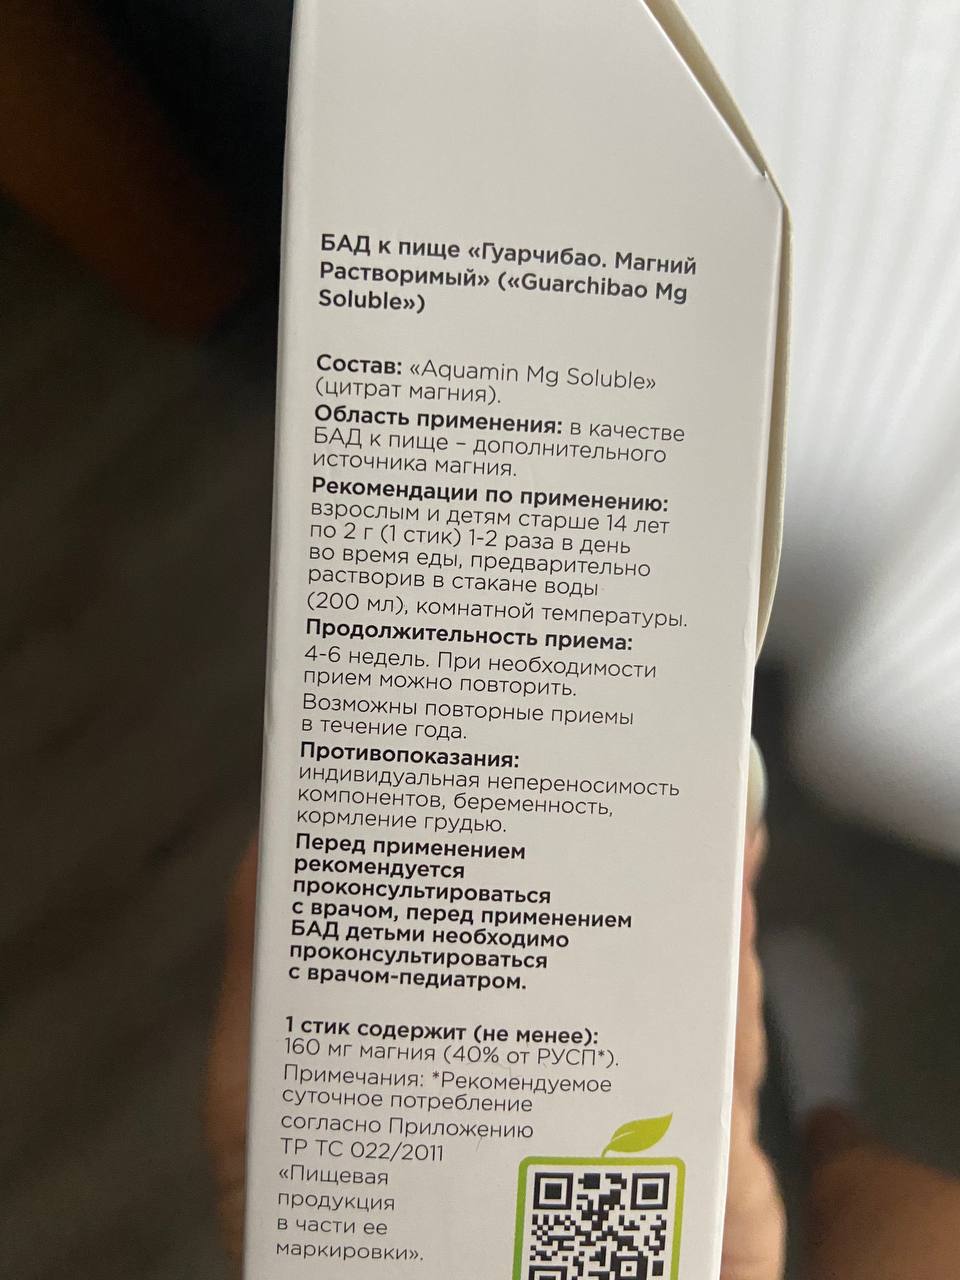 БАД к пище «Гуарчибао. Магний
Растворимый» («Guarchibao Mg
Soluble»)
Состав: «Aquamin Mg Soluble»
(цитрат магния).
Область применения: в качестве
БАД к пище – дополнительного
источника магния.
Рекомендации по применению:
взрослым и детям старше 14 лет
по 2 г (1 стик) 1-2 раза в день
во время еды, предварительно
растворив в стакане воды
(200 мл), комнатной температуры.
Продолжительность приема:
4-6 недель. При необходимости
прием можно повторить.
Возможны повторные приемы
в течение года.
Противопоказания:
индивидуальная непереносимость
компонентов, беременность,
кормление грудью.
Перед применением
рекомендуется
проконсультироваться
с врачом, перед применением
БАД детьми необходимо
проконсультироваться
с врачом-педиатром.
1 стик содержит (не менее):
160 мг магния (40% от РУСП*).
Примечания: *Рекомендуемое
суточное потребление
согласно Приложению
ТР ТС 022/2011
«Пищевая
продукция
в части ее
маркировки».